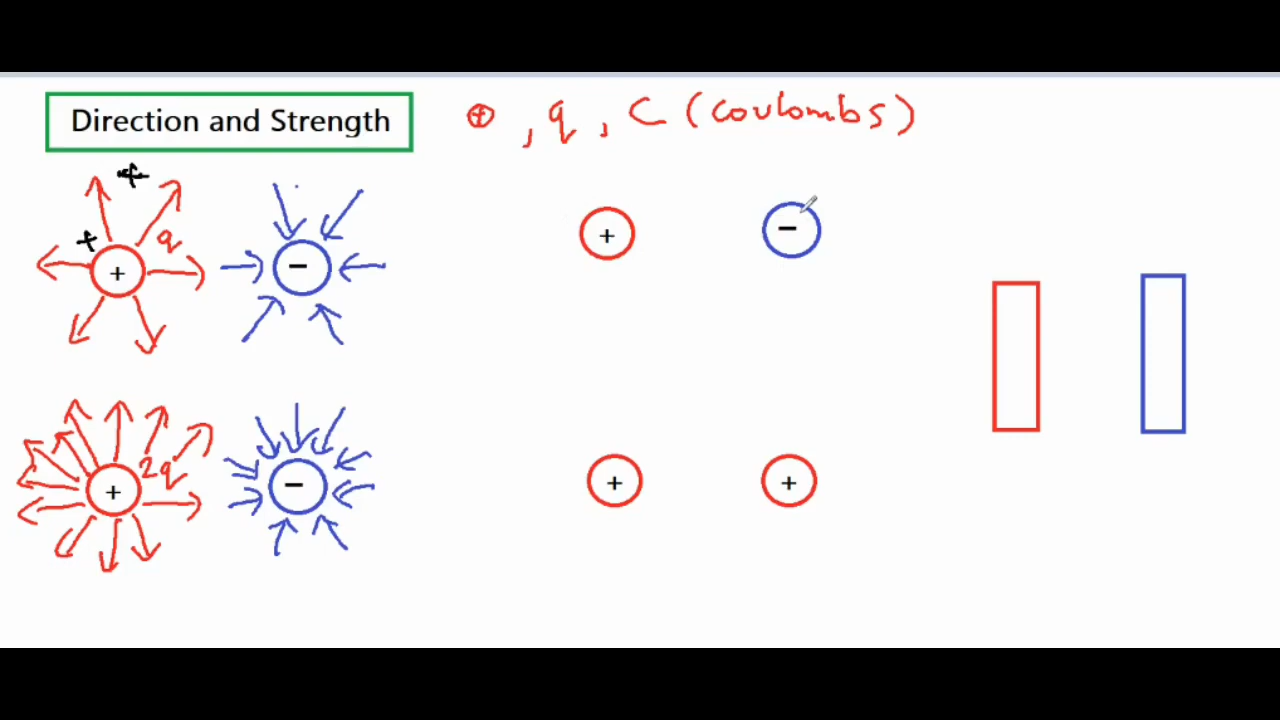 Direction and Strength
⊕ , q , C (coulombs)
+
+ q
+ -
+ -
2q
+ -
+ +